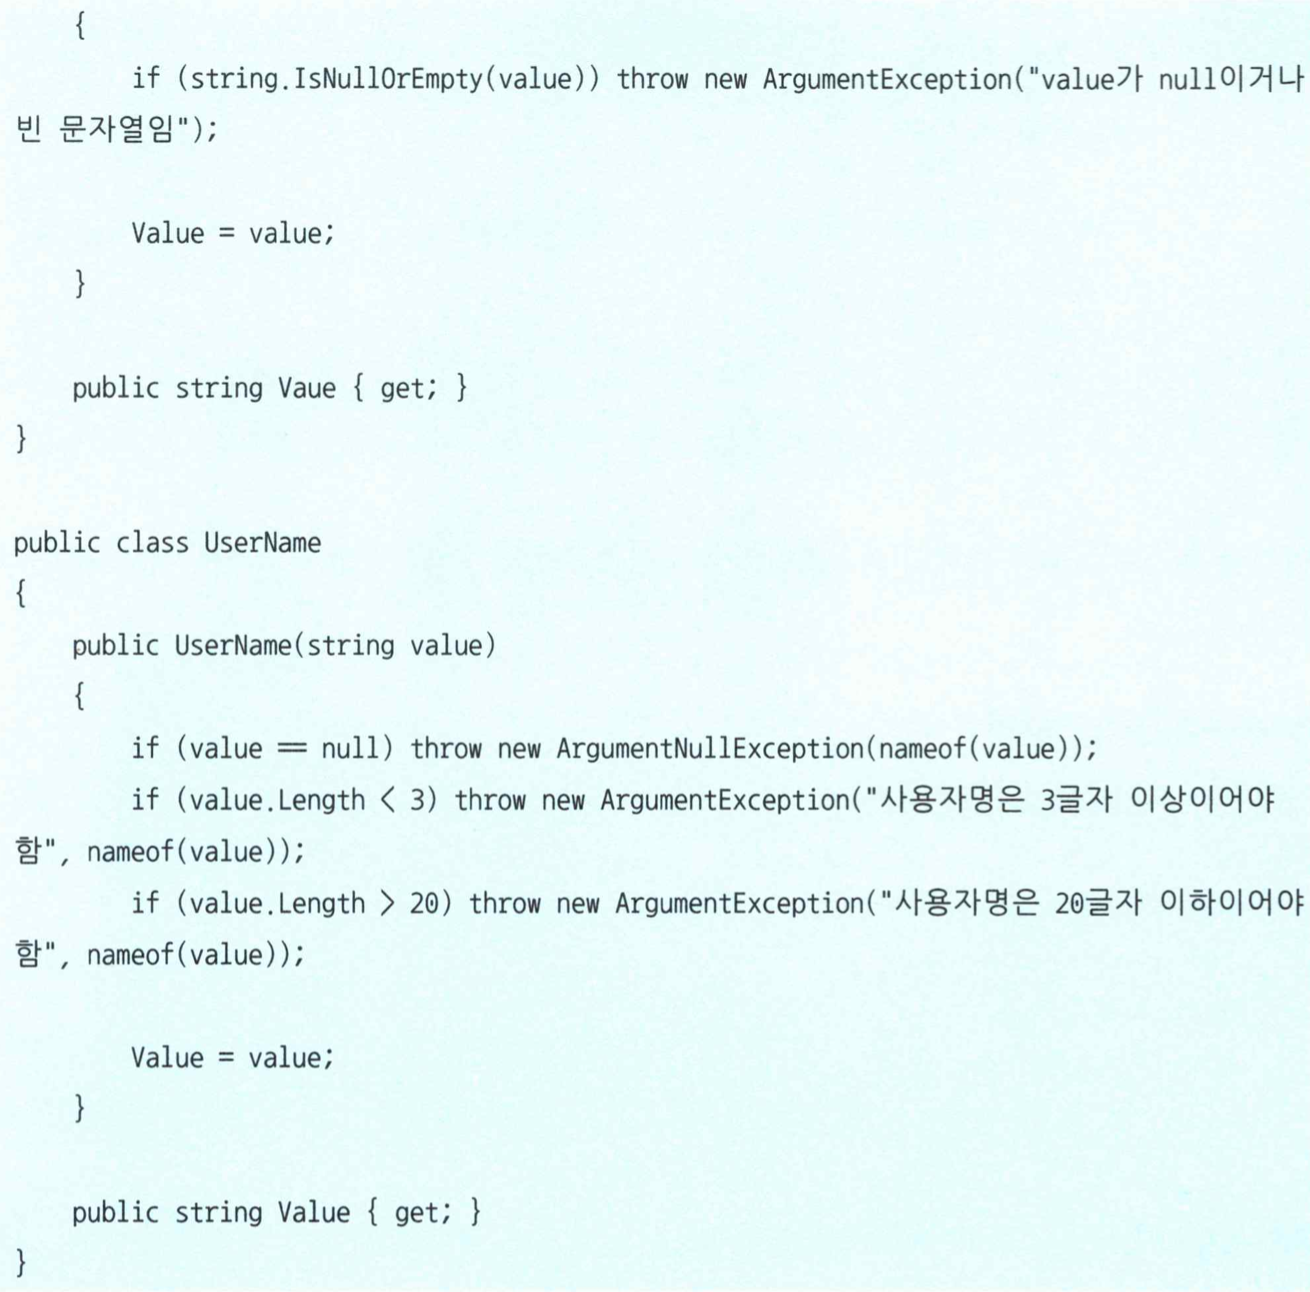 {
if (string.IsNullOrEmpty(value)) throw new ArgumentException("value가 null이거나
빈 문자열임");
Value = value;
}
public string Vaue { get; }
}
public class UserName
{
public UserName(string value)
{
if (value == null) throw new ArgumentNullException(nameof(value));
if (value.Length < 3) throw new ArgumentException("사용자명은 3글자 이상이어야
함", nameof(value));
if (value.Length > 20) throw new ArgumentException("사용자명은 20글자 이하이어야
함", nameof(value));
Value = value;
}
public string Value { get; }
}